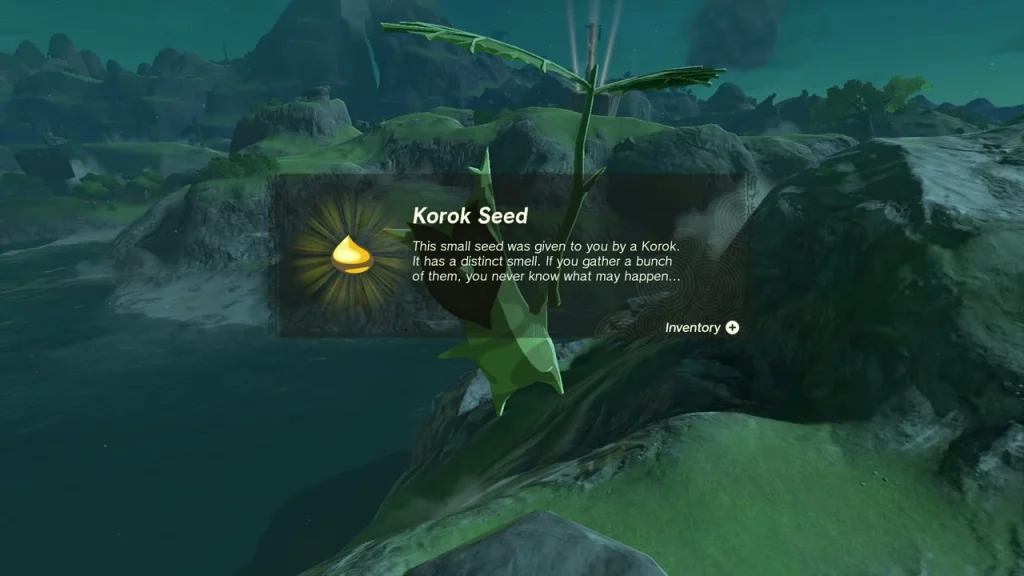 Korok Seed
This small seed was given to you by a Korok.
It has a distinct smell. If you gather a bunch
of them, you never know what may happen...
Inventory +